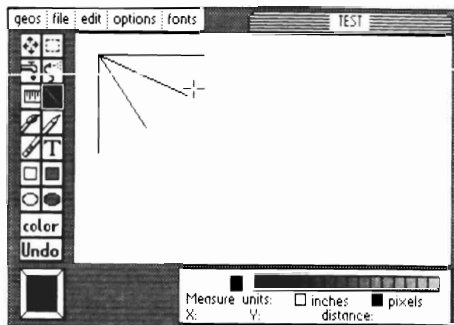 geos file edit options fonts
TEST
T
color
Undo
Measure units: inches pixels
X: Y: distance: